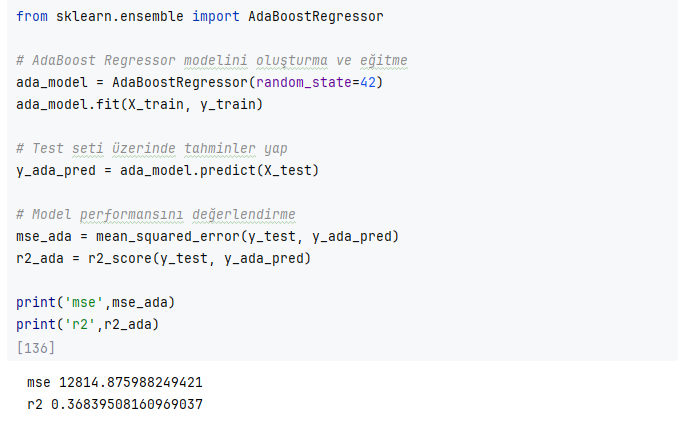 from sklearn.ensemble import AdaBoostRegressor
# AdaBoost Regressor modelini oluşturma ve eğitme
ada_model = AdaBoostRegressor(random_state=42)
ada_model.fit(X_train, y_train)
# Test seti üzerinde tahminler yap
y_ada_pred = ada_model.predict(X_test)
# Model performansını değerlendirme
mse_ada = mean_squared_error(y_test, y_ada_pred)
r2_ada = r2_score(y_test, y_ada_pred)
print('mse',mse_ada)
print('r2',r2_ada)
[136]
mse 12814.875988249421
r2 0.36839508160969037